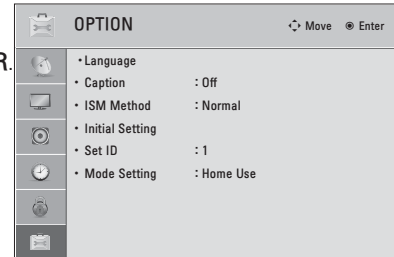 OPTION Move Enter
R.
• Language
• Caption : Off
• ISM Method : Normal
• Initial Setting
• Set ID : 1
• Mode Setting : Home Use